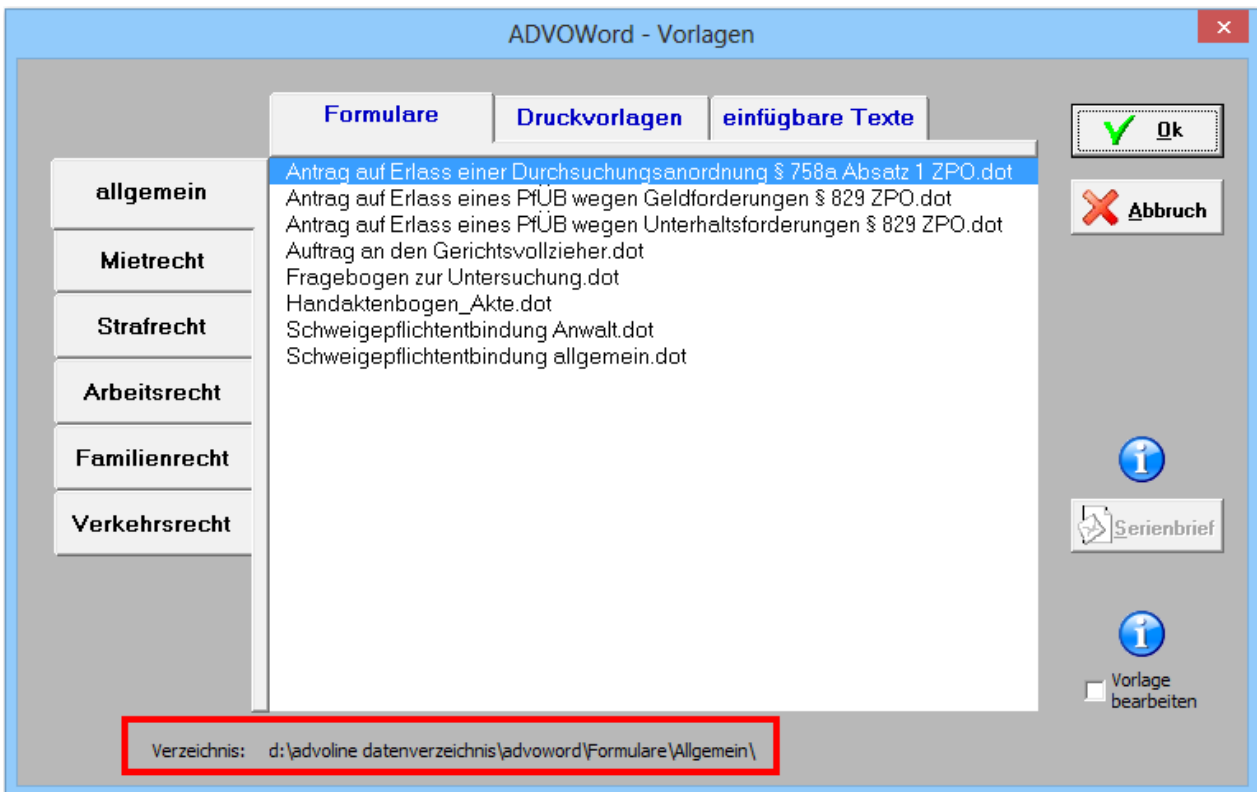 ADVOWord - Vorlagen
Formulare
Druckvorlagen
einfügbare Texte
Ok
Abbruch
allgemein
Mietrecht
Strafrecht
Arbeitsrecht
Familienrecht
Verkehrsrecht
Antrag auf Erlass einer Durchsuchungsanordnung § 758a Absatz 1 ZPO.dot
Antrag auf Erlass eines PfÜB wegen Geldforderungen § 829 ZPO.dot
Antrag auf Erlass eines PfÜB wegen Unterhaltsforderungen § 829 ZPO.dot
Auftrag an den Gerichtsvollzieher.dot
Fragebogen zur Untersuchung.dot
Handaktenbogen_Akte.dot
Schweigepflichtentbindung Anwalt.dot
Schweigepflichtentbindung allgemein.dot
Serienbrief
Vorlage
bearbeiten
Verzeichnis: d:\advoline datenverzeichnis\advoword\Formulare\Allgemein\